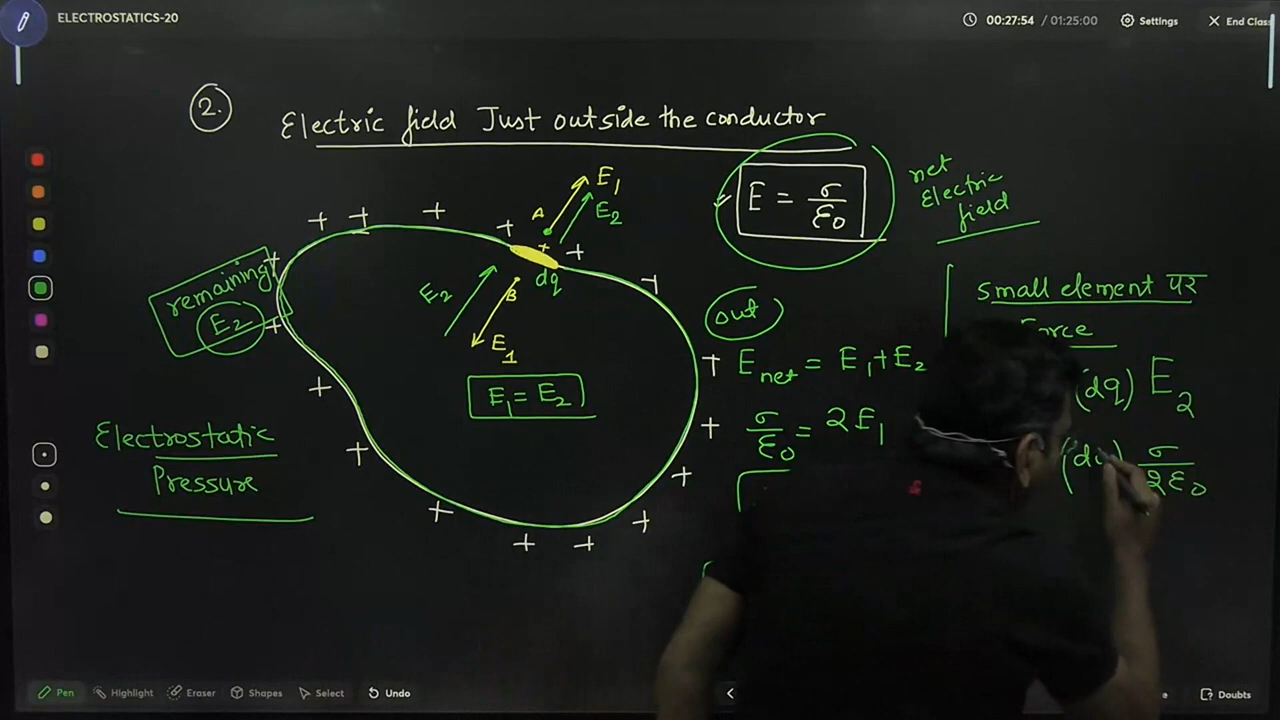 ELECTROSTATICS-20
00:27:54 / 01:25:00
Settings
End Class
2.
Electric field Just outside the conductor
E = σ/ε0
net
Electric
field
E1
E2
A
dq
B
E2
E1
E1 = E2
remaining
E2
Electrostatic
Pressure
out
Enet = E1 + E2
σ/ε0 = 2E1
small element पर
(dq) E2
σ/2ε0
Pen
Highlight
Eraser
Shapes
Select
Undo
Doubts